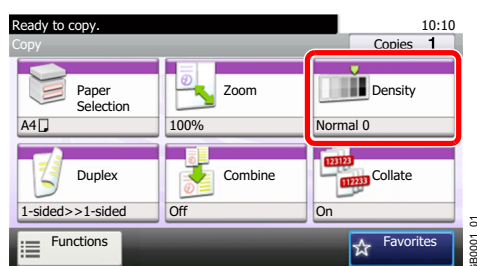 Ready to copy. 10:10
Copy Copies 1
Paper
Selection
Zoom
Density
A4
100%
Normal 0
123123
112233
Duplex
Combine
Collate
1-sided>>1-sided
Off
On
Functions
Favorites